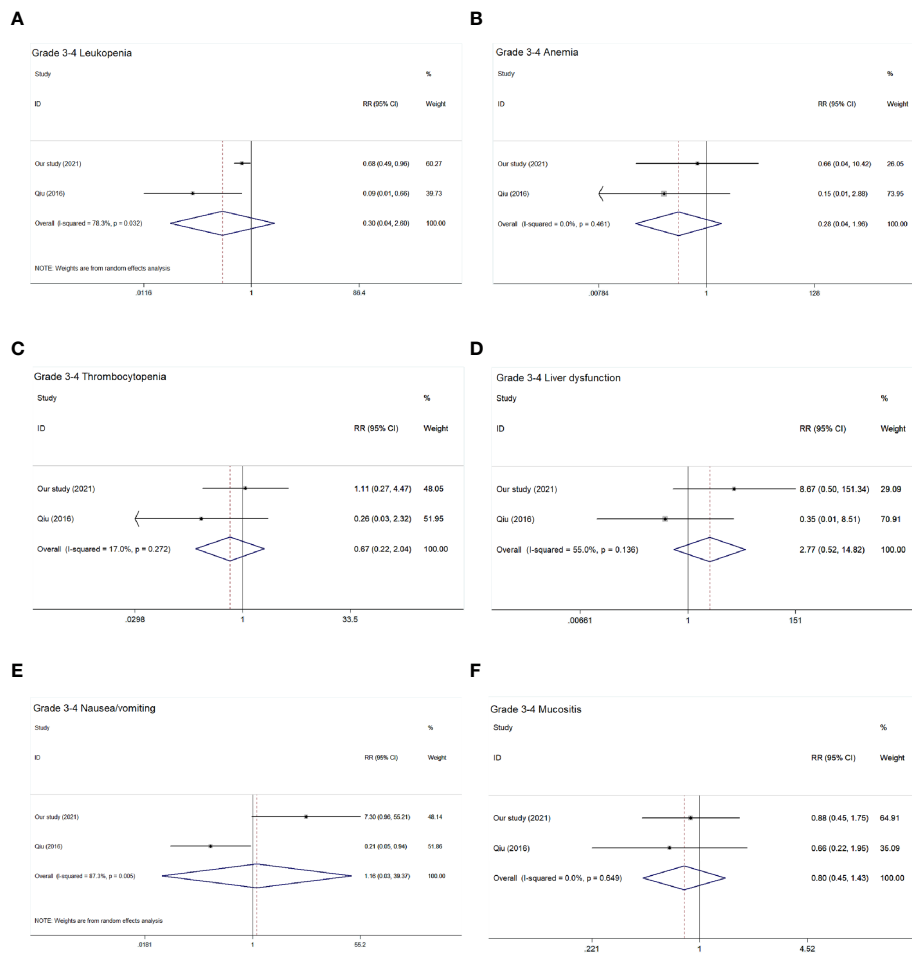 A
Grade 3-4 Leukopenia
Study %
ID RR (95% CI) Weight
Our study (2021) 0.68 (0.49, 0.96) 60.27
Qiu (2016) 0.09 (0.01, 0.66) 39.73
Overall (I-squared = 78.3%, p = 0.032) 0.30 (0.04, 2.60) 100.00
NOTE: Weights are from random effects analysis
.0116 1 86.4
B
Grade 3-4 Anemia
Study %
ID RR (95% CI) Weight
Our study (2021) 0.66 (0.04, 10.42) 26.05
Qiu (2016) 0.15 (0.01, 2.88) 73.95
Overall (I-squared = 0.0%, p = 0.461) 0.28 (0.04, 1.96) 100.00
.00784 1 128
C
Grade 3-4 Thrombocytopenia
Study %
ID RR (95% CI) Weight
Our study (2021) 1.11 (0.27, 4.47) 48.05
Qiu (2016) 0.26 (0.03, 2.32) 51.95
Overall (I-squared = 17.0%, p = 0.272) 0.67 (0.22, 2.04) 100.00
.0298 1 33.5
D
Grade 3-4 Liver dysfunction
Study %
ID RR (95% CI) Weight
Our study (2021) 8.67 (0.50, 151.34) 29.09
Qiu (2016) 0.35 (0.01, 8.51) 70.91
Overall (I-squared = 55.0%, p = 0.136) 2.77 (0.52, 14.82) 100.00
.00661 1 151
E
Grade 3-4 Nausea/vomiting
Study %
ID RR (95% CI) Weight
Our study (2021) 7.30 (0.96, 55.21) 48.14
Qiu (2016) 0.21 (0.05, 0.94) 51.86
Overall (I-squared = 87.3%, p = 0.005) 1.16 (0.03, 39.37) 100.00
NOTE: Weights are from random effects analysis
.0181 1 55.2
F
Grade 3-4 Mucositis
Study %
ID RR (95% CI) Weight
Our study (2021) 0.88 (0.45, 1.75) 64.91
Qiu (2016) 0.66 (0.22, 1.95) 35.09
Overall (I-squared = 0.0%, p = 0.649) 0.80 (0.45, 1.43) 100.00
.221 1 4.52